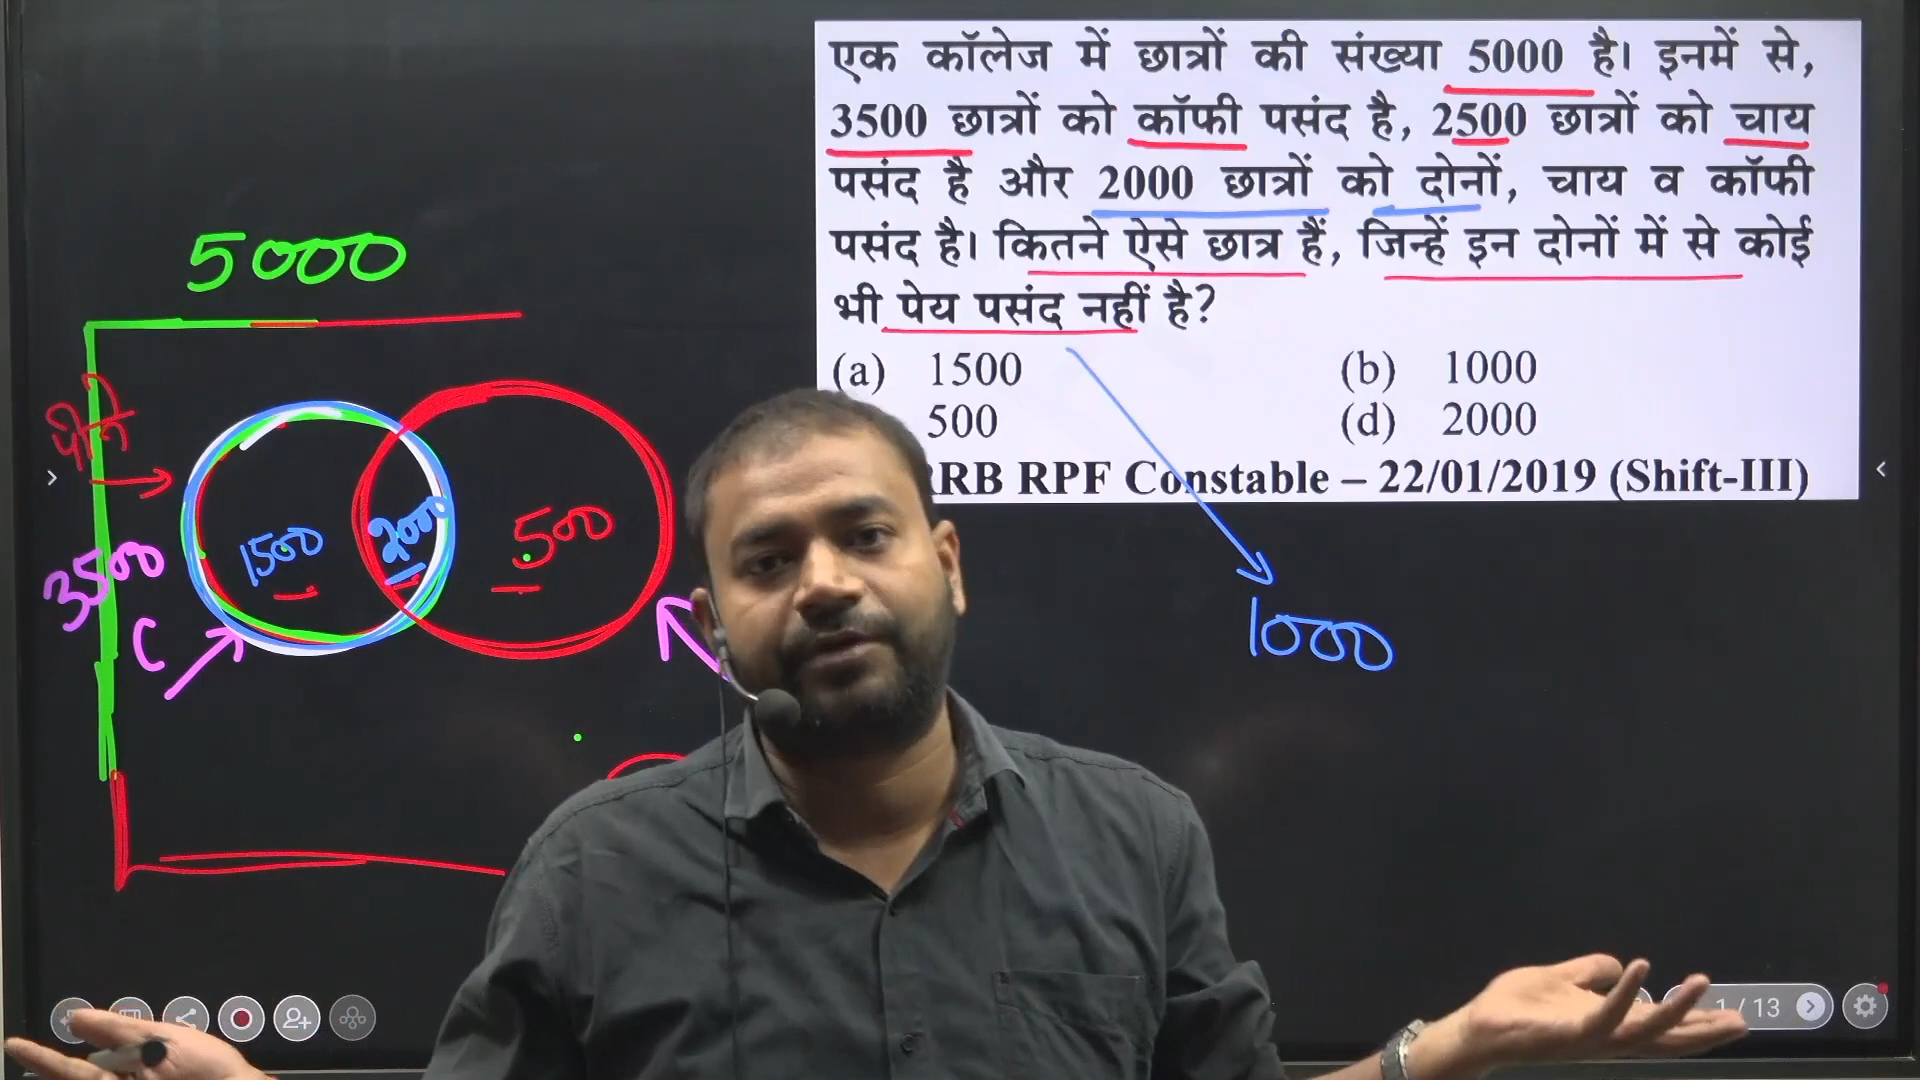 एक कॉलेज में छात्रों की संख्या 5000 है। इनमें से,
3500 छात्रों को कॉफी पसंद है, 2500 छात्रों को चाय
पसंद है और 2000 छात्रों को दोनों, चाय व कॉफी
पसंद है। कितने ऐसे छात्र हैं, जिन्हें इन दोनों में से कोई
भी पेय पसंद नहीं है?
(a) 1500 (b) 1000
500 (d) 2000
RRB RPF Constable – 22/01/2019 (Shift-III)
5000
1500 2000 500
3500
C
1000
1 / 13